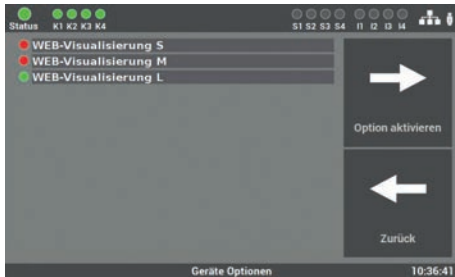 Status K1 K2 K3 K4 S1 S2 S3 S4 I1 I2 I3 I4
WEB-Visualisierung S
WEB-Visualisierung M
WEB-Visualisierung L
Option aktivieren
Zurück
Geräte Optionen 10:36:41